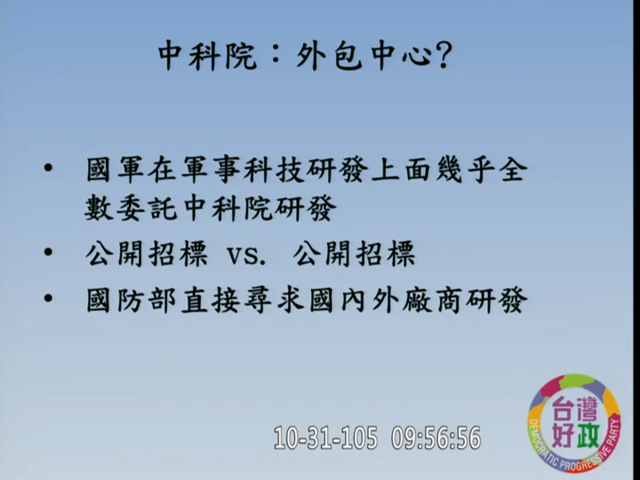 中科院：外包中心?
• 國軍在軍事科技研發上面幾乎全
數委託中科院研發
• 公開招標 vs. 公開招標
• 國防部直接尋求國內外廠商研發
台灣
好政
DEMOCRATIC PROGRESSIVE PARTY
10-31-105 09:56:56